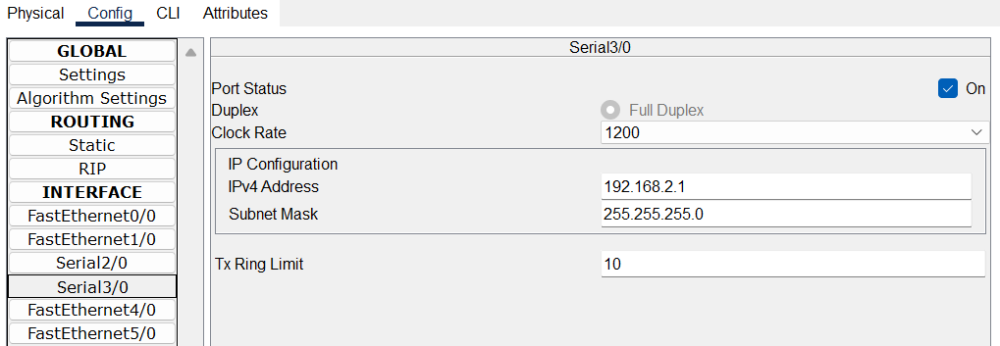 Physical Config CLI Attributes
GLOBAL
Settings
Algorithm Settings
ROUTING
Static
RIP
INTERFACE
FastEthernet0/0
FastEthernet1/0
Serial2/0
Serial3/0
FastEthernet4/0
FastEthernet5/0
Serial3/0
Port Status On
Duplex Full Duplex
Clock Rate 1200
IP Configuration
IPv4 Address 192.168.2.1
Subnet Mask 255.255.255.0
Tx Ring Limit 10